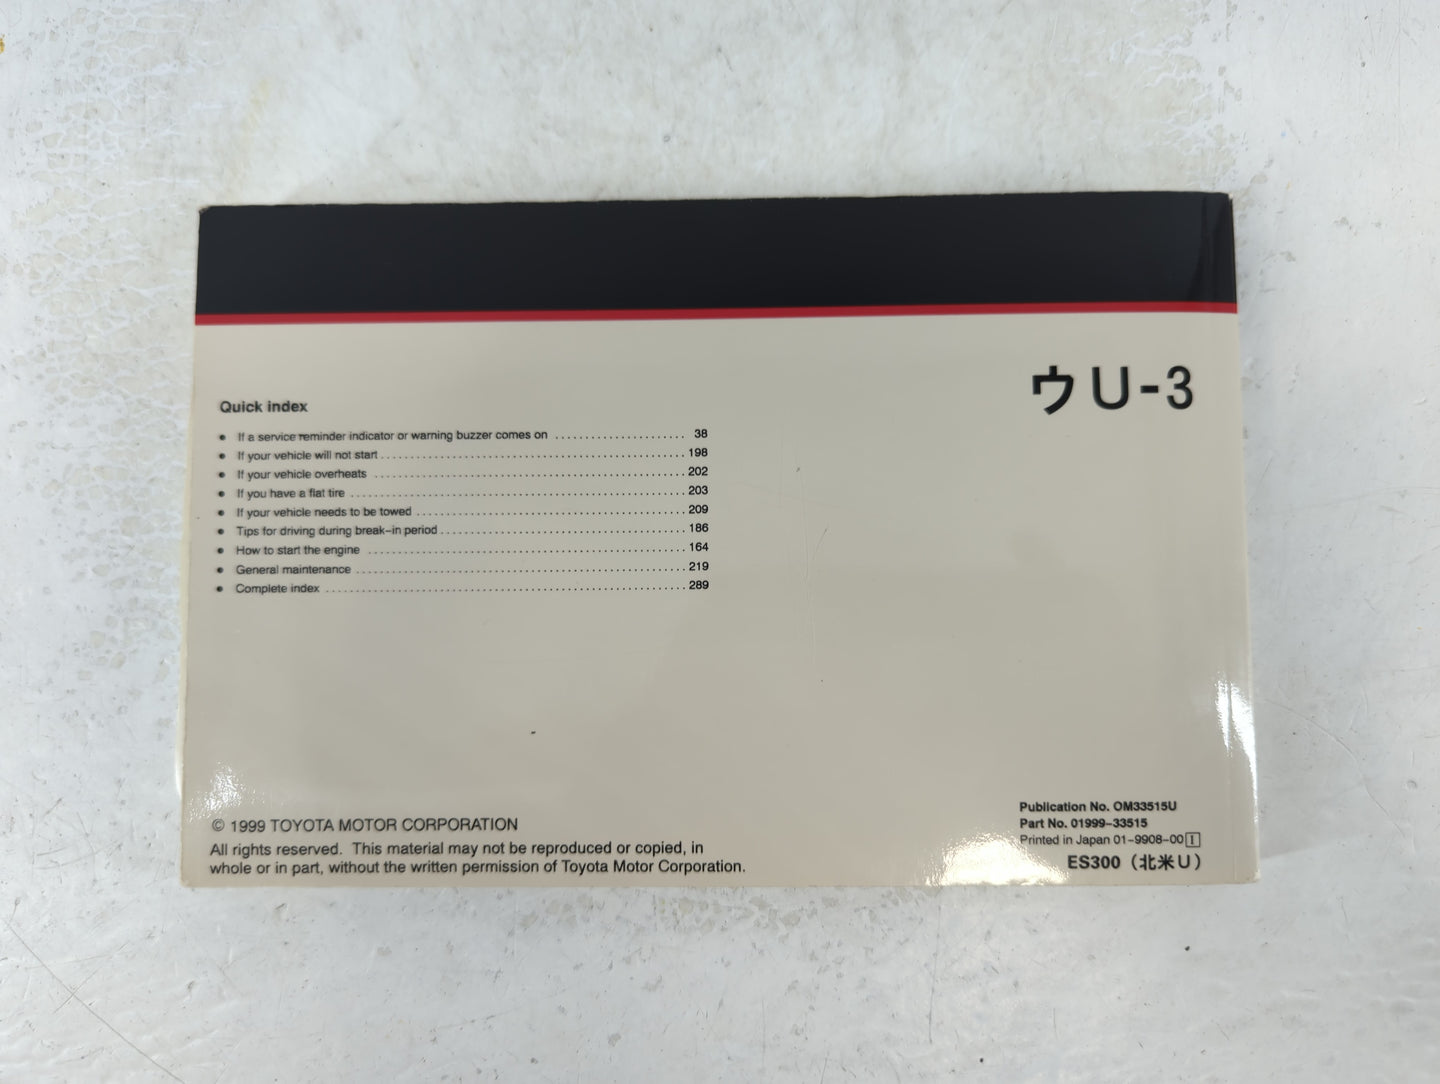 ウU-3
Quick index
● If a service reminder indicator or warning buzzer comes on ...................... 38
● If your vehicle will not start ................................................... 198
● If your vehicle overheats .................................................... 202
● If you have a flat tire ........................................................ 203
● If your vehicle needs to be towed ............................................. 209
● Tips for driving during break-in period ......................................... 186
● How to start the engine ..................................................... 164
● General maintenance ....................................................... 219
● Complete index ............................................................ 289
© 1999 TOYOTA MOTOR CORPORATION
All rights reserved. This material may not be reproduced or copied, in
whole or in part, without the written permission of Toyota Motor Corporation.
Publication No. OM33515U
Part No. 01999-33515
Printed in Japan 01-9908-00 I
ES300（北米U）